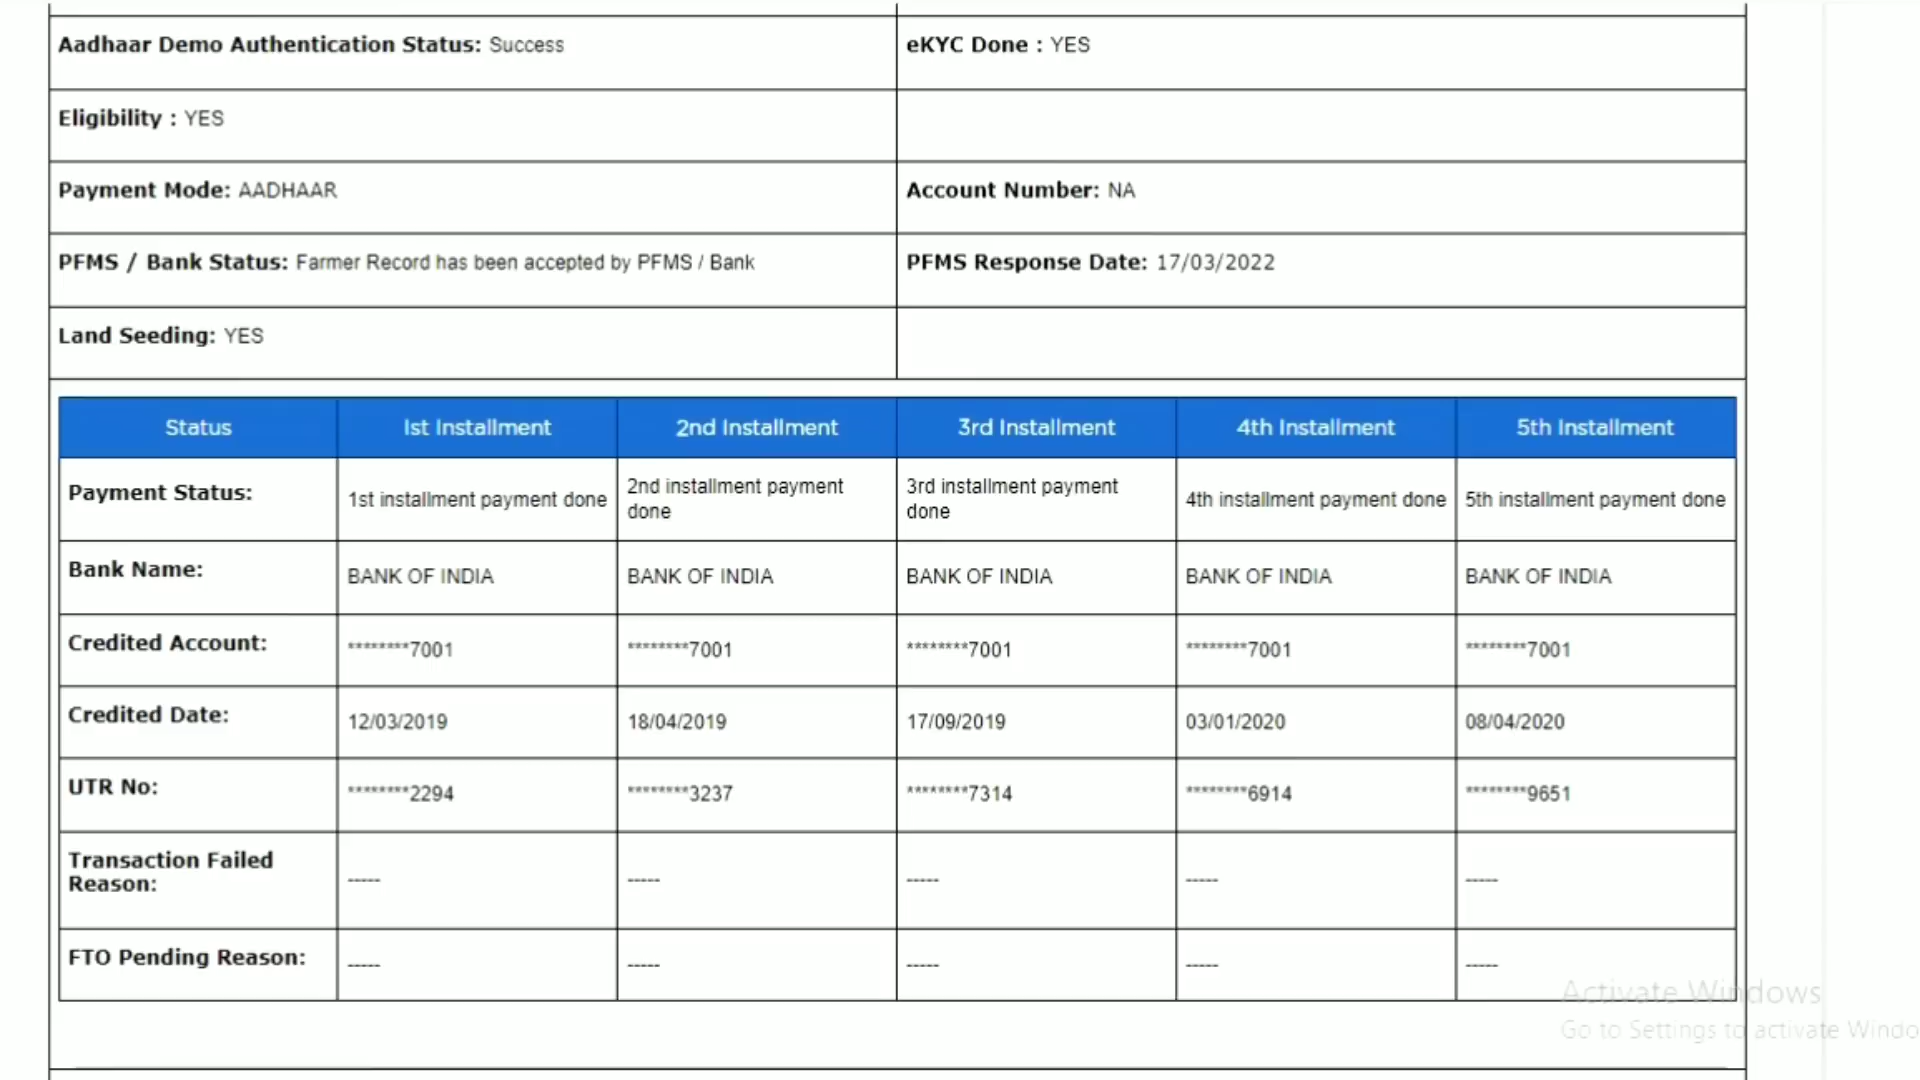 Aadhaar Demo Authentication Status: Success
eKYC Done : YES
Eligibility : YES
Payment Mode: AADHAAR
Account Number: NA
PFMS / Bank Status: Farmer Record has been accepted by PFMS / Bank
PFMS Response Date: 17/03/2022
Land Seeding: YES
Status 1st Installment 2nd Installment 3rd Installment 4th Installment 5th Installment
Payment Status: 1st installment payment done 2nd installment payment done 3rd installment payment done 4th installment payment done 5th installment payment done
Bank Name: BANK OF INDIA BANK OF INDIA BANK OF INDIA BANK OF INDIA BANK OF INDIA
Credited Account: ********7001 ********7001 ********7001 ********7001 ********7001
Credited Date: 12/03/2019 18/04/2019 17/09/2019 03/01/2020 08/04/2020
UTR No: ********2294 ********3237 ********7314 ********6914 ********9651
Transaction Failed Reason: ----- ----- ----- ----- -----
FTO Pending Reason: ----- ----- ----- ----- -----
Activate Windows
Go to Settings to activate Windo